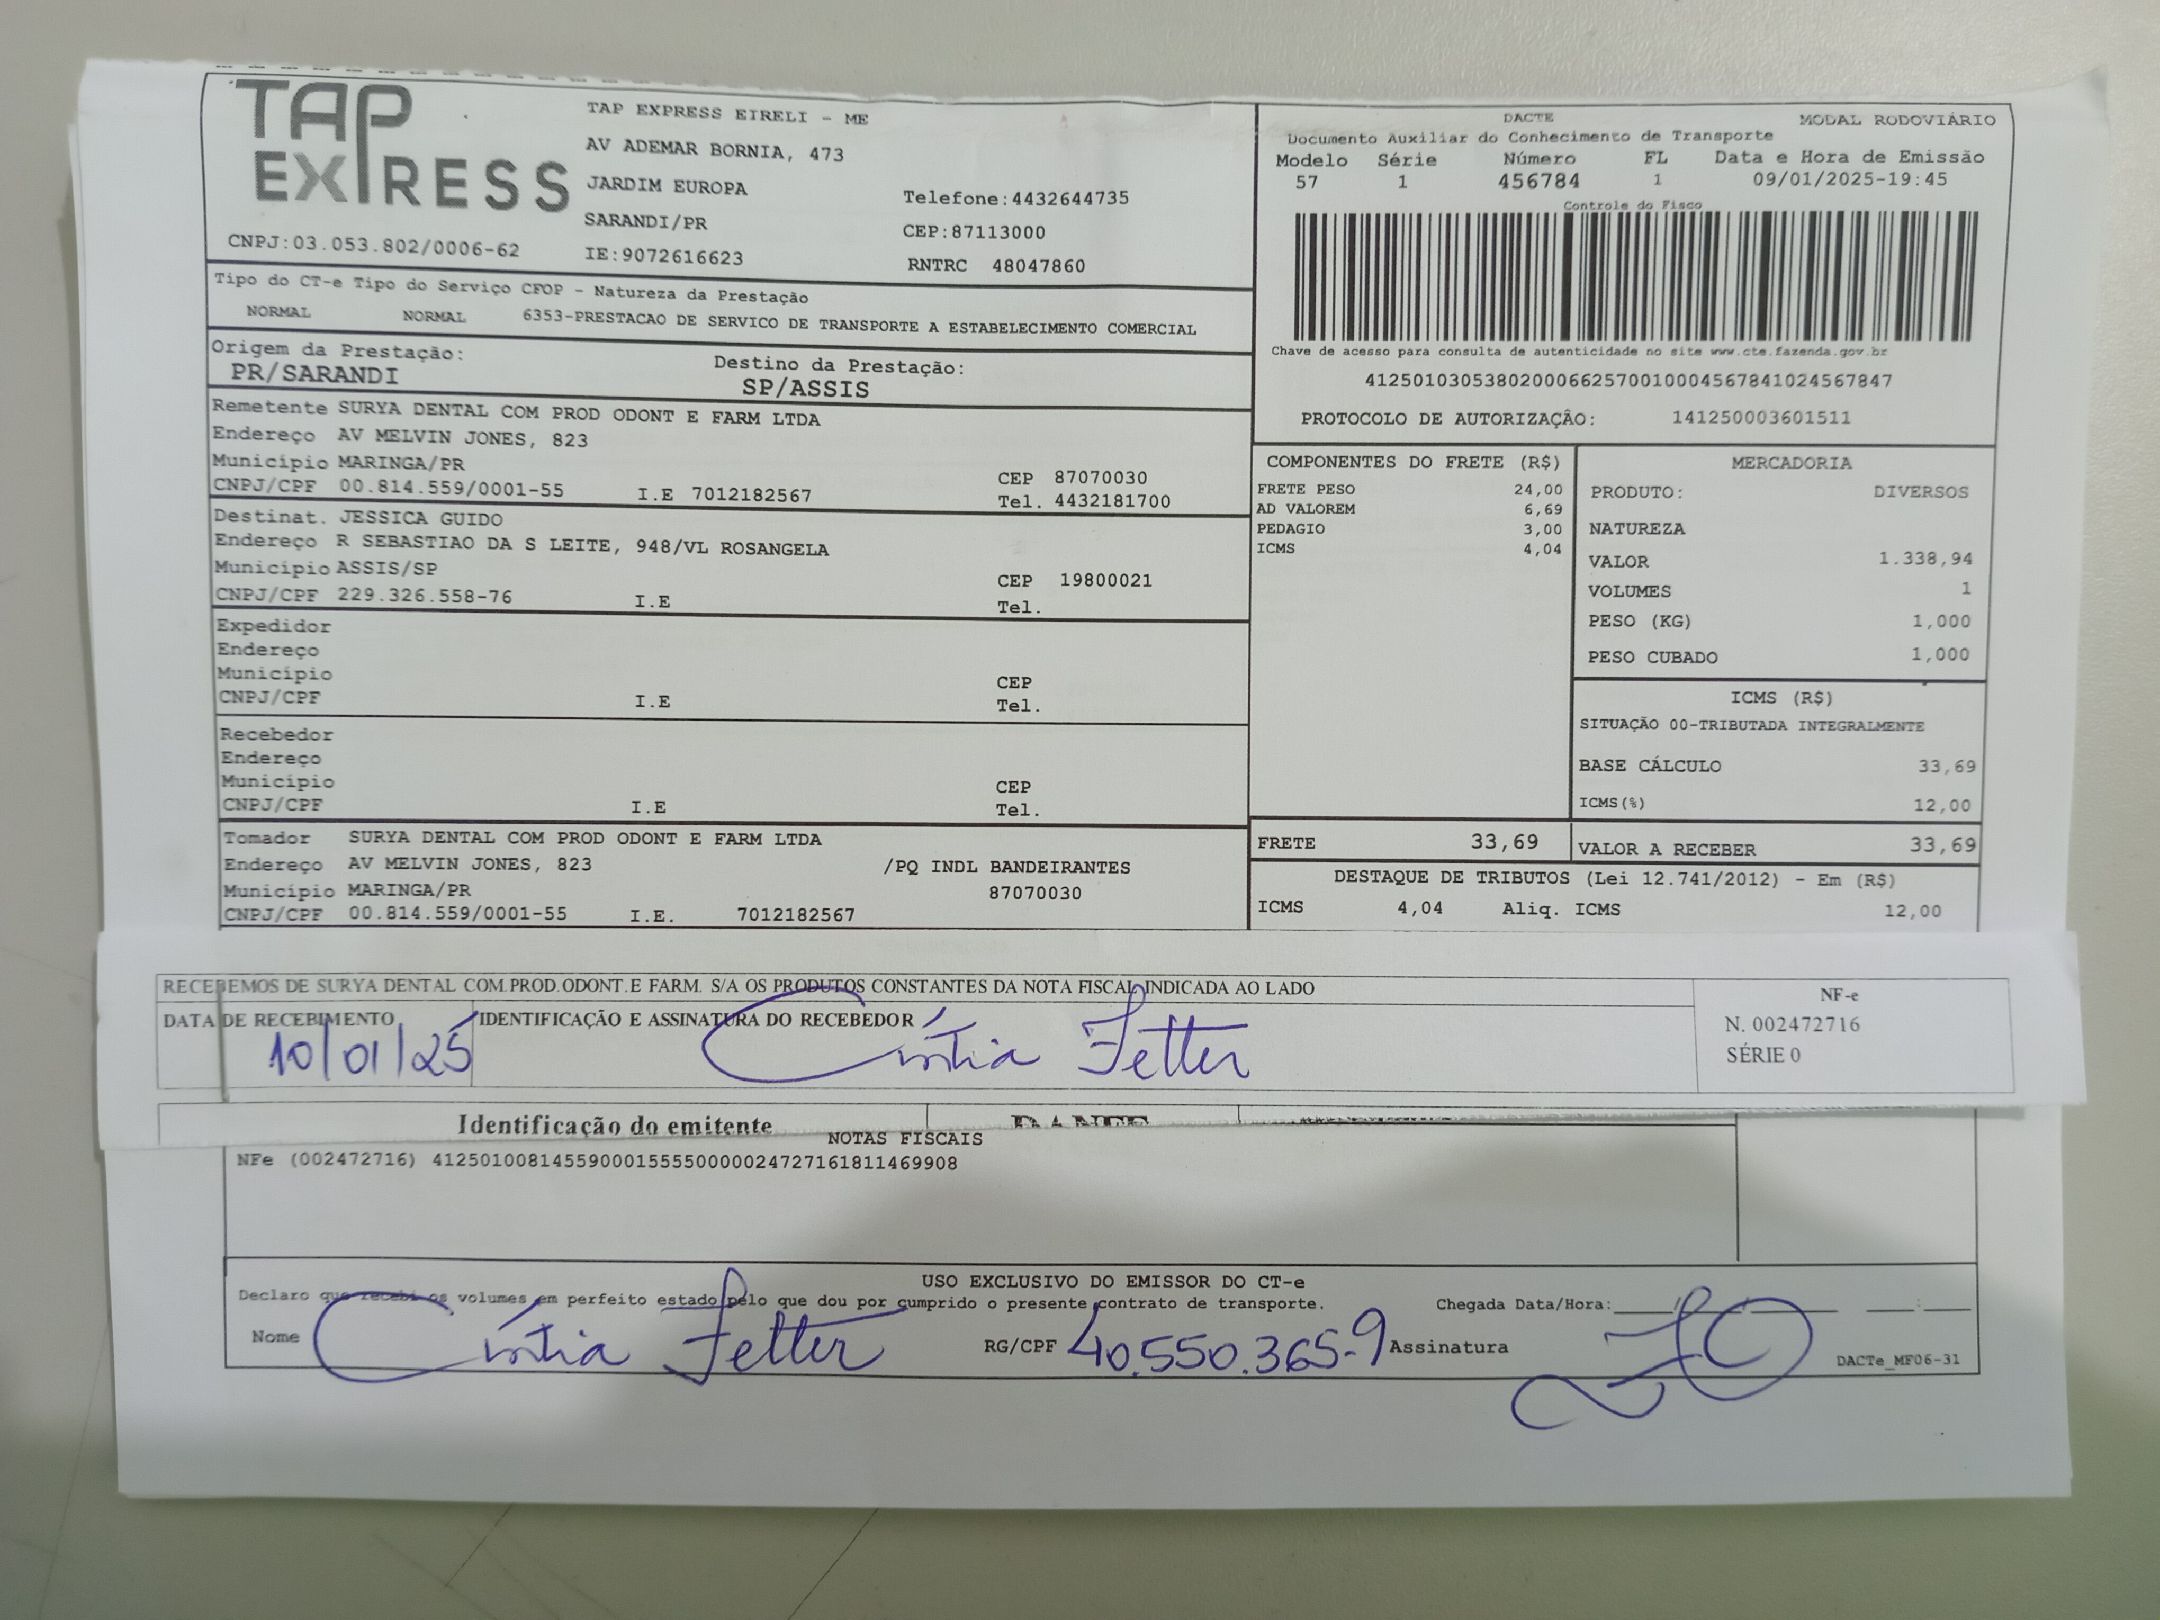 TAP EXPRESS
TAP EXPRESS EIRELI - ME
AV ADEMAR BORNIA, 473
JARDIM EUROPA
Telefone:4432644735
SARANDI/PR
CEP:87113000
CNPJ:03.053.802/0006-62
IE:9072616623
RNTRC 48047860
DACTE
MODAL RODOVIÁRIO
Documento Auxiliar do Conhecimento de Transporte
Modelo Série Número FL Data e Hora de Emissão
57 1 456784 1 09/01/2025-19:45
Controle do Fisco
Chave de acesso para consulta de autenticidade no site www.cte.fazenda.gov.br
41250103053802000662570010004567841024567847
PROTOCOLO DE AUTORIZAÇÃO: 141250003601511
Tipo do CT-e Tipo do Serviço CFOP - Natureza da Prestação
NORMAL NORMAL 6353-PRESTACAO DE SERVICO DE TRANSPORTE A ESTABELECIMENTO COMERCIAL
Origem da Prestação: Destino da Prestação:
PR/SARANDI SP/ASSIS
Remetente SURYA DENTAL COM PROD ODONT E FARM LTDA
Endereço AV MELVIN JONES, 823
Município MARINGA/PR CEP 87070030
CNPJ/CPF 00.814.559/0001-55 I.E 7012182567 Tel. 4432181700
Destinat. JESSICA GUIDO
Endereço R SEBASTIAO DA S LEITE, 948/VL ROSANGELA
Município ASSIS/SP CEP 19800021
CNPJ/CPF 229.326.558-76 I.E Tel.
Expedidor
Endereço
Município CEP
CNPJ/CPF I.E Tel.
Recebedor
Endereço
Município CEP
CNPJ/CPF I.E Tel.
Tomador SURYA DENTAL COM PROD ODONT E FARM LTDA
Endereço AV MELVIN JONES, 823 /PQ INDL BANDEIRANTES
Município MARINGA/PR 87070030
CNPJ/CPF 00.814.559/0001-55 I.E. 7012182567
COMPONENTES DO FRETE (R$)
FRETE PESO 24,00
AD VALOREM 6,69
PEDAGIO 3,00
ICMS 4,04
MERCADORIA
PRODUTO: DIVERSOS
NATUREZA
VALOR 1.338,94
VOLUMES 1
PESO (KG) 1,000
PESO CUBADO 1,000
ICMS (R$)
SITUAÇÃO 00-TRIBUTADA INTEGRALMENTE
BASE CÁLCULO 33,69
ICMS(%) 12,00
FRETE 33,69 VALOR A RECEBER 33,69
DESTAQUE DE TRIBUTOS (Lei 12.741/2012) - Em (R$)
ICMS 4,04 Aliq. ICMS 12,00
RECEBEMOS DE SURYA DENTAL COM.PROD.ODONT.E FARM. S/A OS PRODUTOS CONSTANTES DA NOTA FISCAL INDICADA AO LADO
DATA DE RECEBIMENTO IDENTIFICAÇÃO E ASSINATURA DO RECEBEDOR
10/01/25 Cíntia Fetter
NF-e
N. 002472716
SÉRIE 0
Identificação do emitente DANFE
NOTAS FISCAIS
NFe (002472716) 41250100814559000155550000024727161811469908
USO EXCLUSIVO DO EMISSOR DO CT-e
Declaro que recebi os volumes em perfeito estado pelo que dou por cumprido o presente contrato de transporte. Chegada Data/Hora:____/____/____ ____:____
Nome Cíntia Fetter RG/CPF 40.550.365-9 Assinatura
DACTe_MF06-31